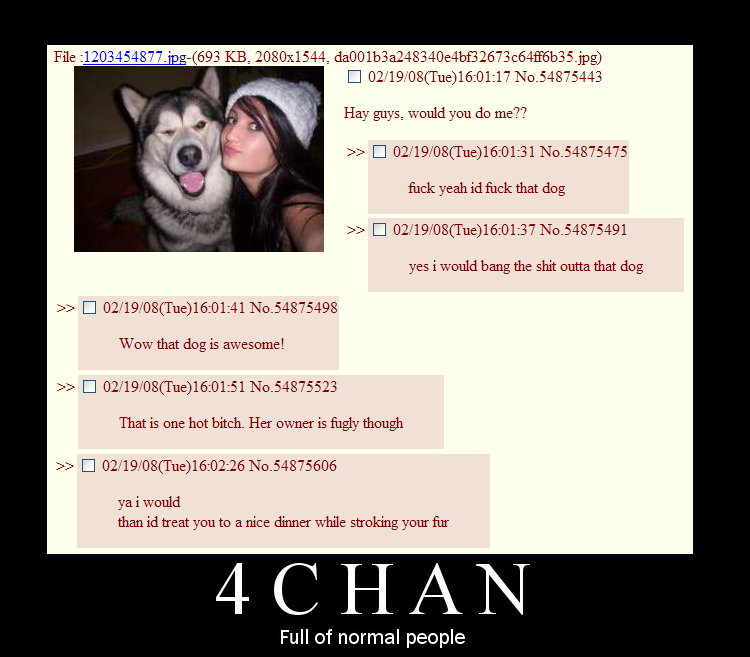 File :1203454877.jpg-(693 KB, 2080x1544, da001b3a248340e4bf32673c64ff6b35.jpg)
02/19/08(Tue)16:01:17 No.54875443
Hay guys, would you do me??
>> 02/19/08(Tue)16:01:31 No.54875475
fuck yeah id fuck that dog
>> 02/19/08(Tue)16:01:37 No.54875491
yes i would bang the shit outta that dog
>> 02/19/08(Tue)16:01:41 No.54875498
Wow that dog is awesome!
>> 02/19/08(Tue)16:01:51 No.54875523
That is one hot bitch. Her owner is fugly though
>> 02/19/08(Tue)16:02:26 No.54875606
ya i would
than id treat you to a nice dinner while stroking your fur
4CHAN
Full of normal people